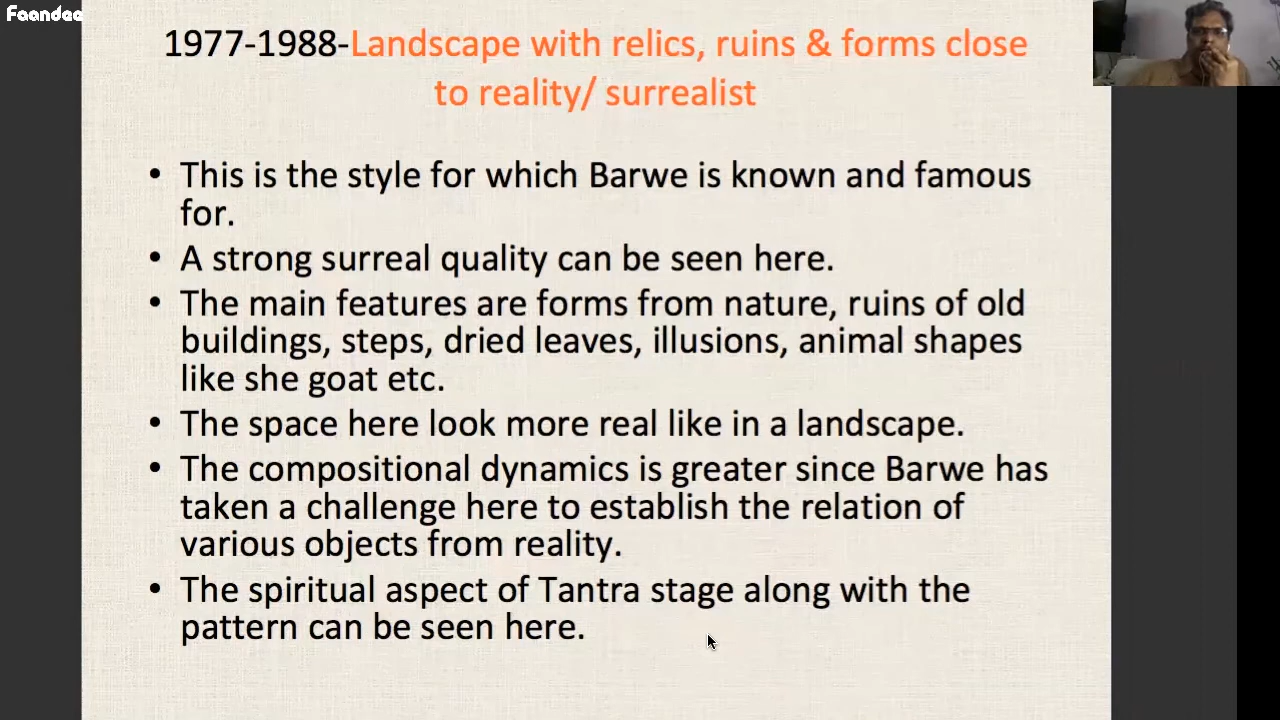 Faandee
1977-1988-Landscape with relics, ruins & forms close
to reality/ surrealist
• This is the style for which Barwe is known and famous
for.
• A strong surreal quality can be seen here.
• The main features are forms from nature, ruins of old
buildings, steps, dried leaves, illusions, animal shapes
like she goat etc.
• The space here look more real like in a landscape.
• The compositional dynamics is greater since Barwe has
taken a challenge here to establish the relation of
various objects from reality.
• The spiritual aspect of Tantra stage along with the
pattern can be seen here.